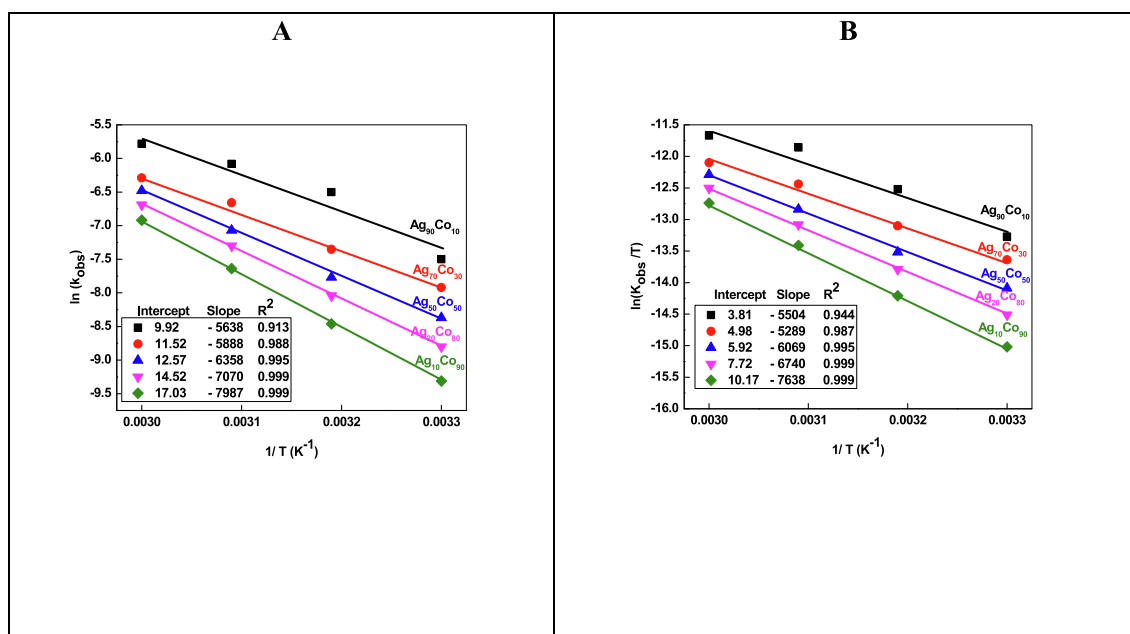 A
-5.5
-6.0
-6.5
-7.0
-7.5
-8.0
-8.5
-9.0
-9.5
ln (k_obs)
Ag90Co10
Ag70Co30
Ag50Co50
Ag20Co80
Ag10Co90
Intercept Slope R²
9.92 - 5638 0.913
11.52 - 5888 0.988
12.57 - 6358 0.995
14.52 - 7070 0.999
17.03 - 7987 0.999
0.0030 0.0031 0.0032 0.0033
1/ T (K⁻¹)
B
-11.5
-12.0
-12.5
-13.0
-13.5
-14.0
-14.5
-15.0
-15.5
-16.0
ln(K_obs /T)
Ag90Co10
Ag70Co30
Ag50Co50
Ag20Co80
Ag10Co90
Intercept Slope R²
3.81 - 5504 0.944
4.98 - 5289 0.987
5.92 - 6069 0.995
7.72 - 6740 0.999
10.17 - 7638 0.999
0.0030 0.0031 0.0032 0.0033
1/ T (K⁻¹)